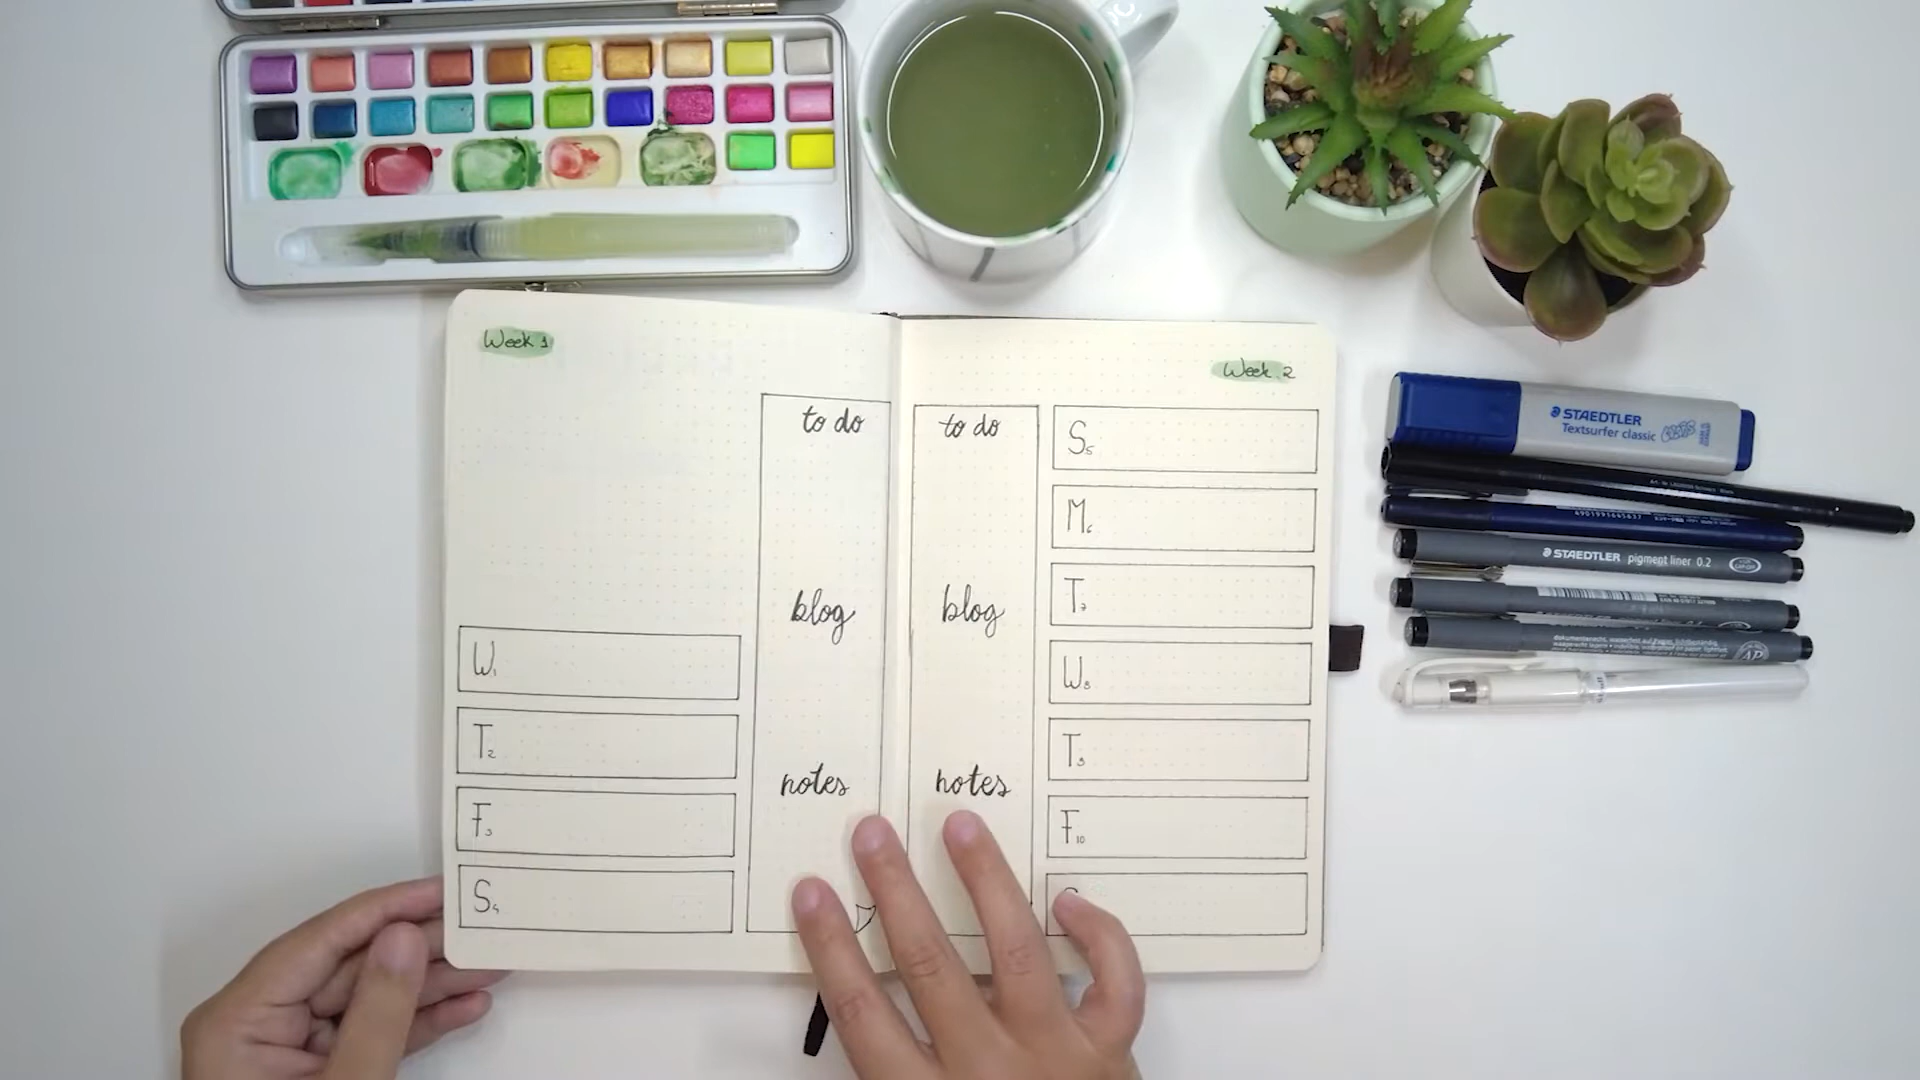 Week 1
to do
blog
notes
W1
T2
F3
S4
Week 2
to do
blog
notes
S5
M6
T7
W8
T9
F10
STAEDTLER
Textsurfer classic
4901991645637
STAEDTLER pigment liner 0.2